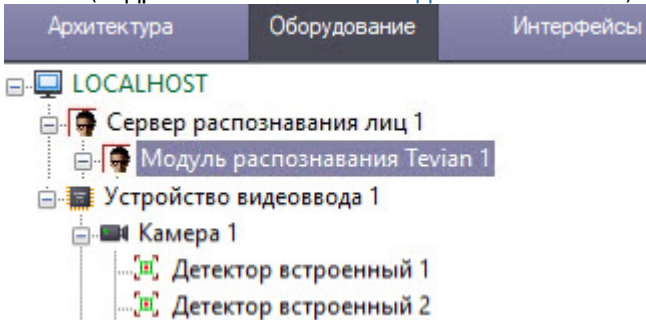 Архитектура Оборудование Интерфейсы
LOCALHOST
Сервер распознавания лиц 1
Модуль распознавания Tevian 1
Устройство видеоввода 1
Камера 1
Детектор встроенный 1
Детектор встроенный 2